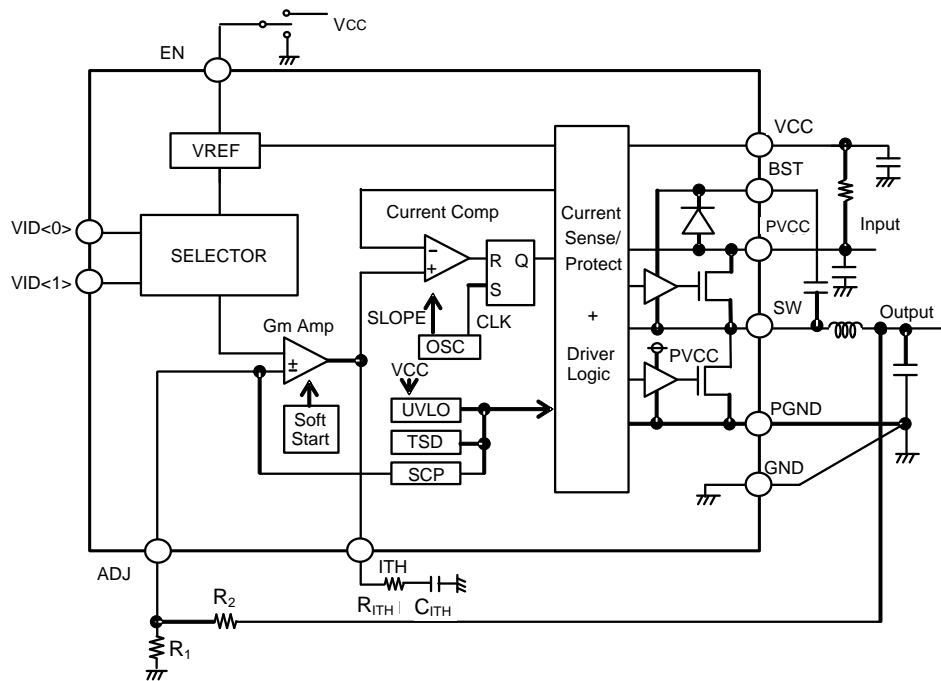 VCC
EN
VCC
VREF
BST
VID<0>
Current Comp
Current
Sense/
Protect
+
Driver
Logic
PVCC
Input
SELECTOR
VID<1>
−
+
R Q
S
SW
Output
Gm Amp
SLOPE
CLK
OSC
±
VCC
PVCC
Soft
Start
UVLO
TSD
SCP
PGND
GND
ADJ
ITH
R2
RITH
CITH
R1